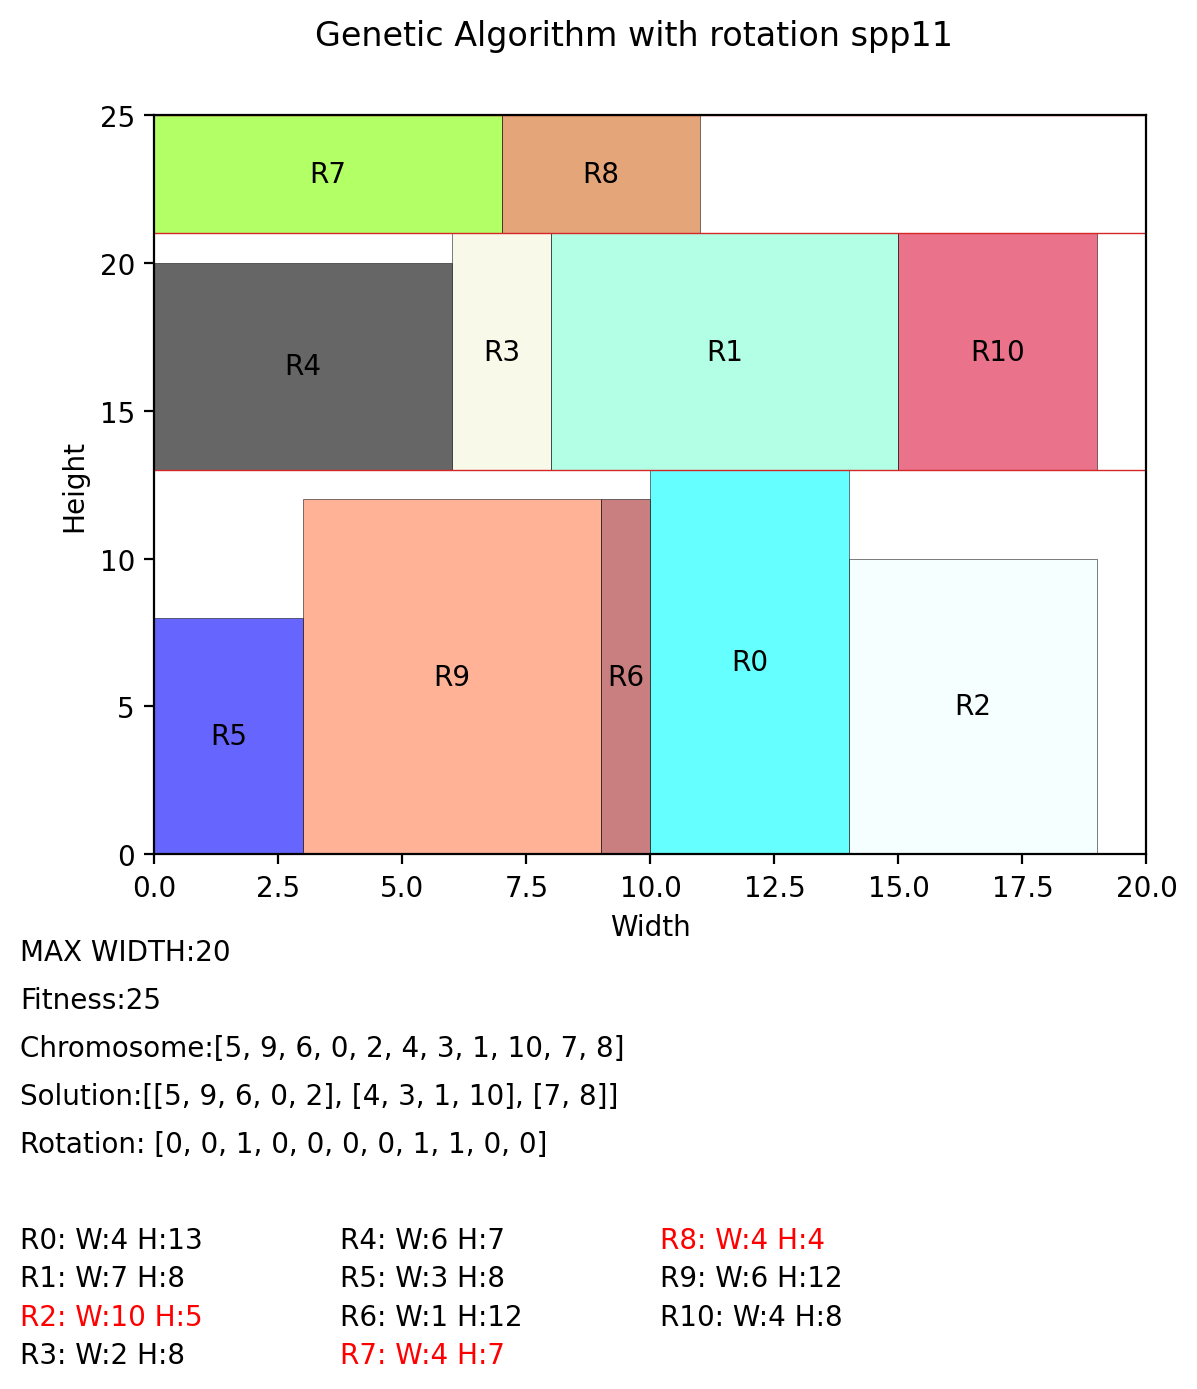 Genetic Algorithm with rotation spp11
25
R7
R8
20
R4
R3
R1
R10
15
Height
10
R9
R6
R0
R2
5
R5
0
0.0 2.5 5.0 7.5 10.0 12.5 15.0 17.5 20.0
Width
MAX WIDTH:20
Fitness:25
Chromosome:[5, 9, 6, 0, 2, 4, 3, 1, 10, 7, 8]
Solution:[[5, 9, 6, 0, 2], [4, 3, 1, 10], [7, 8]]
Rotation: [0, 0, 1, 0, 0, 0, 0, 1, 1, 0, 0]
R0: W:4 H:13 R4: W:6 H:7 R8: W:4 H:4
R1: W:7 H:8 R5: W:3 H:8 R9: W:6 H:12
R2: W:10 H:5 R6: W:1 H:12 R10: W:4 H:8
R3: W:2 H:8 R7: W:4 H:7